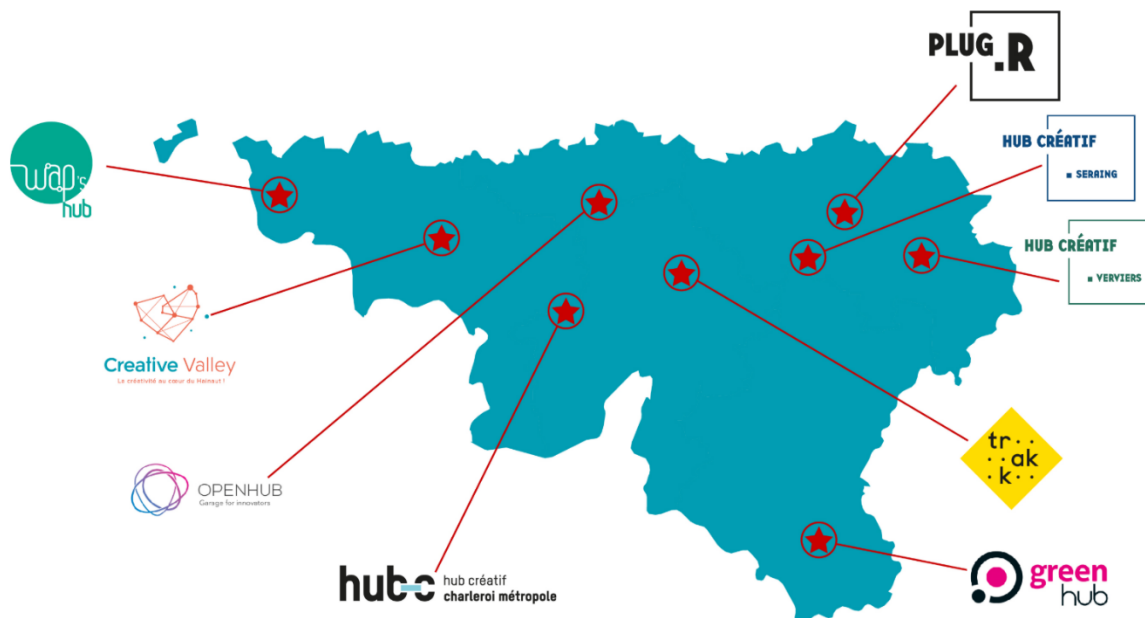 PLUG.R
HUB CRÉATIF
SERAING
HUB CRÉATIF
VERVIERS
wap's
hub
Creative Valley
La créativité au cœur du Hainaut !
OPENHUB
Garage for innovators
hub-c
hub créatif
charleroi métropole
tr..
..ak
k..
green
hub